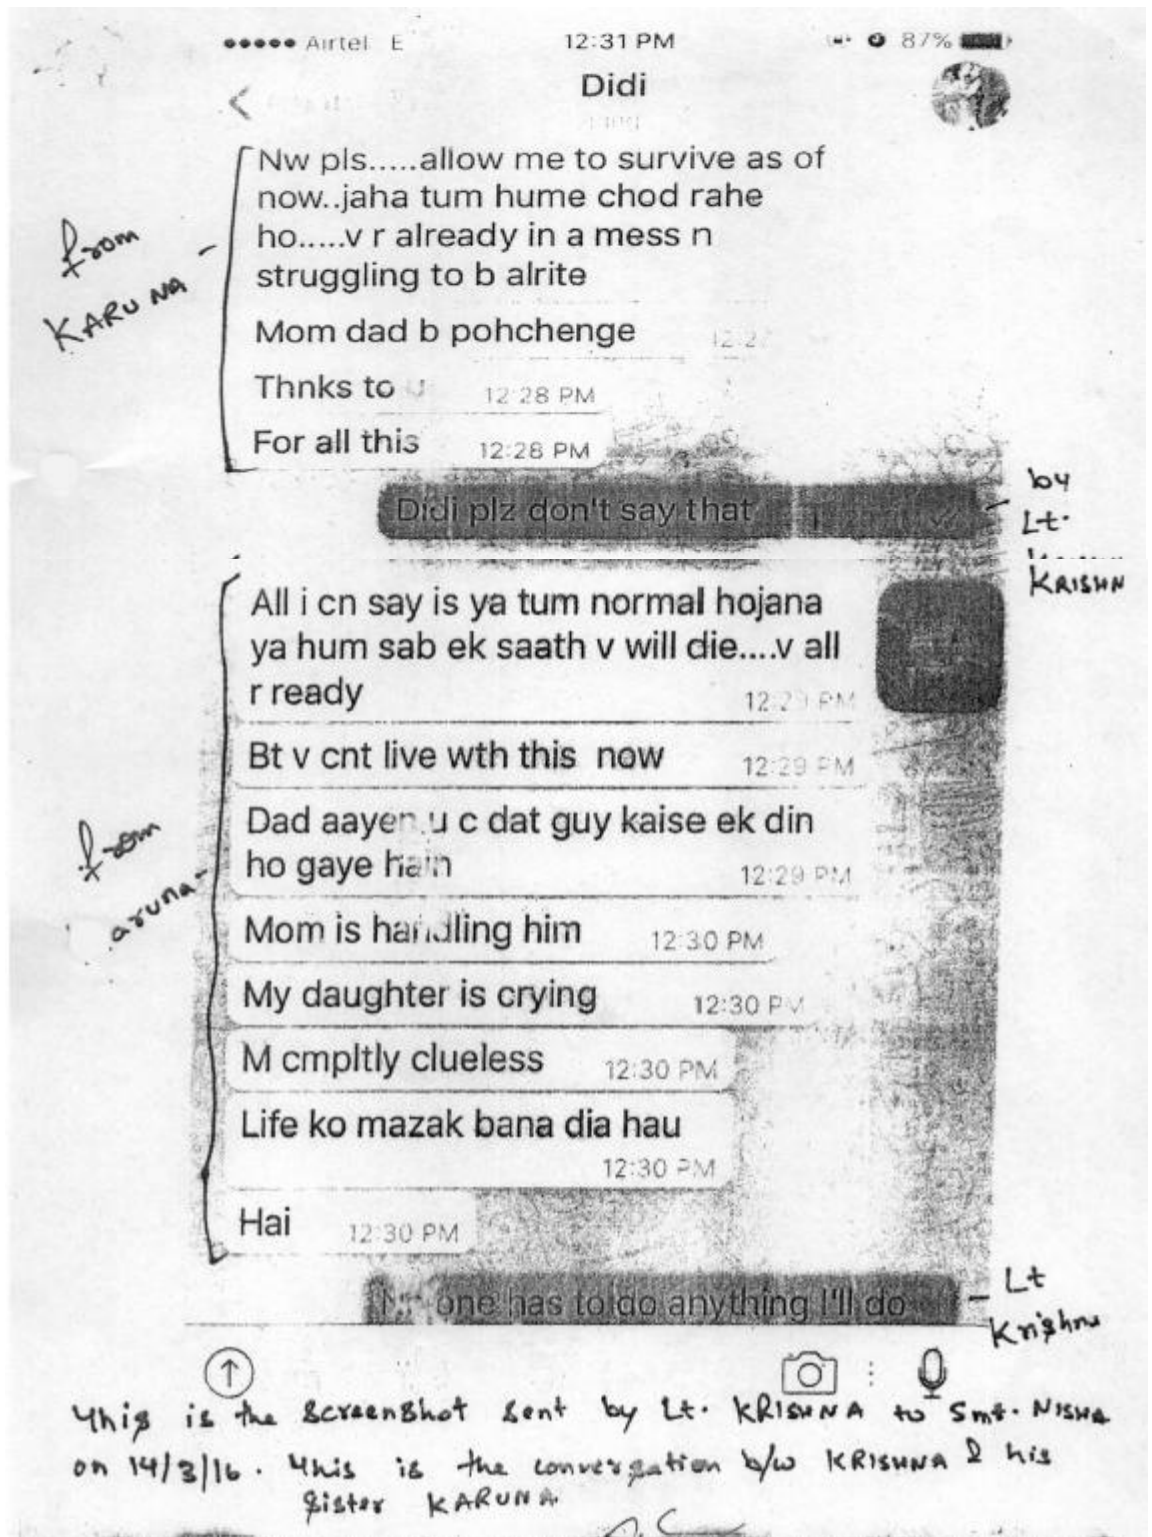 Airtel E 12:31 PM 87%
Didi
Nw pls.....allow me to survive as of
now..jaha tum hume chod rahe
ho.....v r already in a mess n
struggling to b alrite
from
KARUNA
Mom dad b pohchenge 12:27
Thnks to u 12:28 PM
For all this 12:28 PM
Didi plz don't say that
by
Lt.
KRISHN
All i cn say is ya tum normal hojana
ya hum sab ek saath v will die....v all
r ready 12:29 PM
Bt v cnt live wth this now 12:29 PM
Dad aayen u c dat guy kaise ek din
ho gaye hain 12:29 PM
from
aruna
Mom is handling him 12:30 PM
My daughter is crying 12:30 PM
M cmpltly clueless 12:30 PM
Life ko mazak bana dia hau
12:30 PM
Hai 12:30 PM
one has to do anything I'll do
Lt
Krishna
This is the screenshot sent by Lt. KRISHNA to Smt. NISHA
on 14/3/16. This is the conversation b/w KRISHNA & his
sister KARUNA